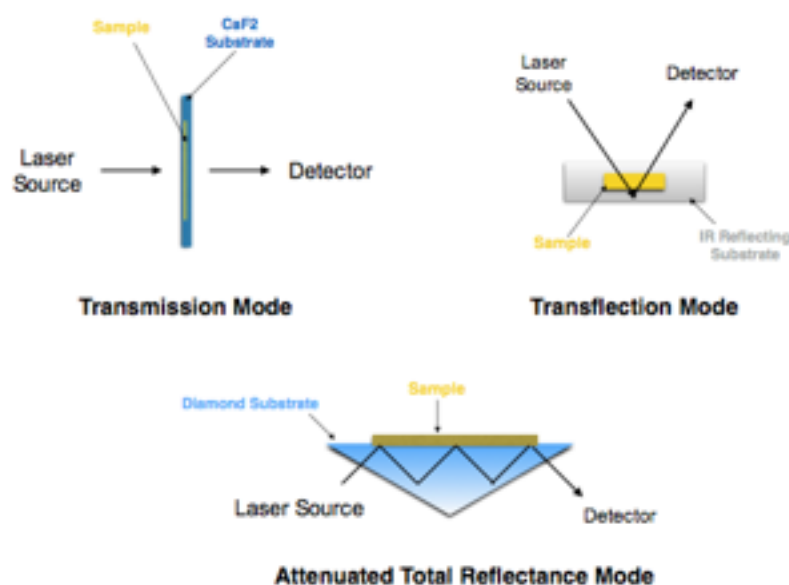 Sample
CaF2
Substrate
Laser
Source
Detector
Transmission Mode
Laser
Source
Detector
Sample
IR Reflecting
Substrate
Transflection Mode
Sample
Diamond Substrate
Laser Source
Detector
Attenuated Total Reflectance Mode